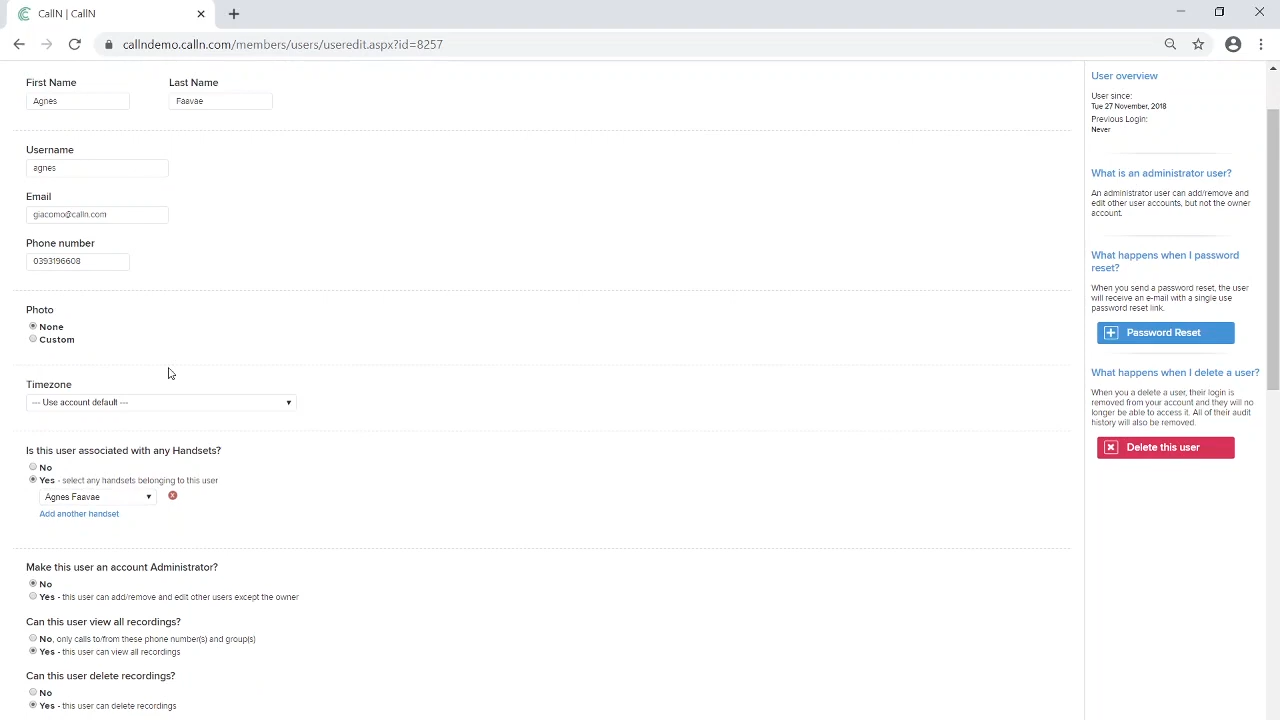 CallN | CallN
callndemo.calln.com/members/users/useredit.aspx?id=8257
First Name
Last Name
Agnes
Faavae
Username
agnes
Email
giacomo@calln.com
Phone number
0393196608
Photo
None
Custom
Timezone
--- Use account default ---
Is this user associated with any Handsets?
No
Yes - select any handsets belonging to this user
Agnes Faavae
Add another handset
Make this user an account Administrator?
No
Yes - this user can add/remove and edit other users except the owner
Can this user view all recordings?
No, only calls to/from these phone number(s) and group(s)
Yes - this user can view all recordings
Can this user delete recordings?
No
Yes - this user can delete recordings
User overview
User since:
Tue 27 November, 2018
Previous Login:
Never
What is an administrator user?
An administrator user can add/remove and
edit other user accounts, but not the owner
account.
What happens when I password
reset?
When you send a password reset, the user
will receive an e-mail with a single use
password reset link.
Password Reset
What happens when I delete a user?
When you a delete a user, their login is
removed from your account and they will no
longer be able to access it. All of their audit
history will also be removed.
Delete this user